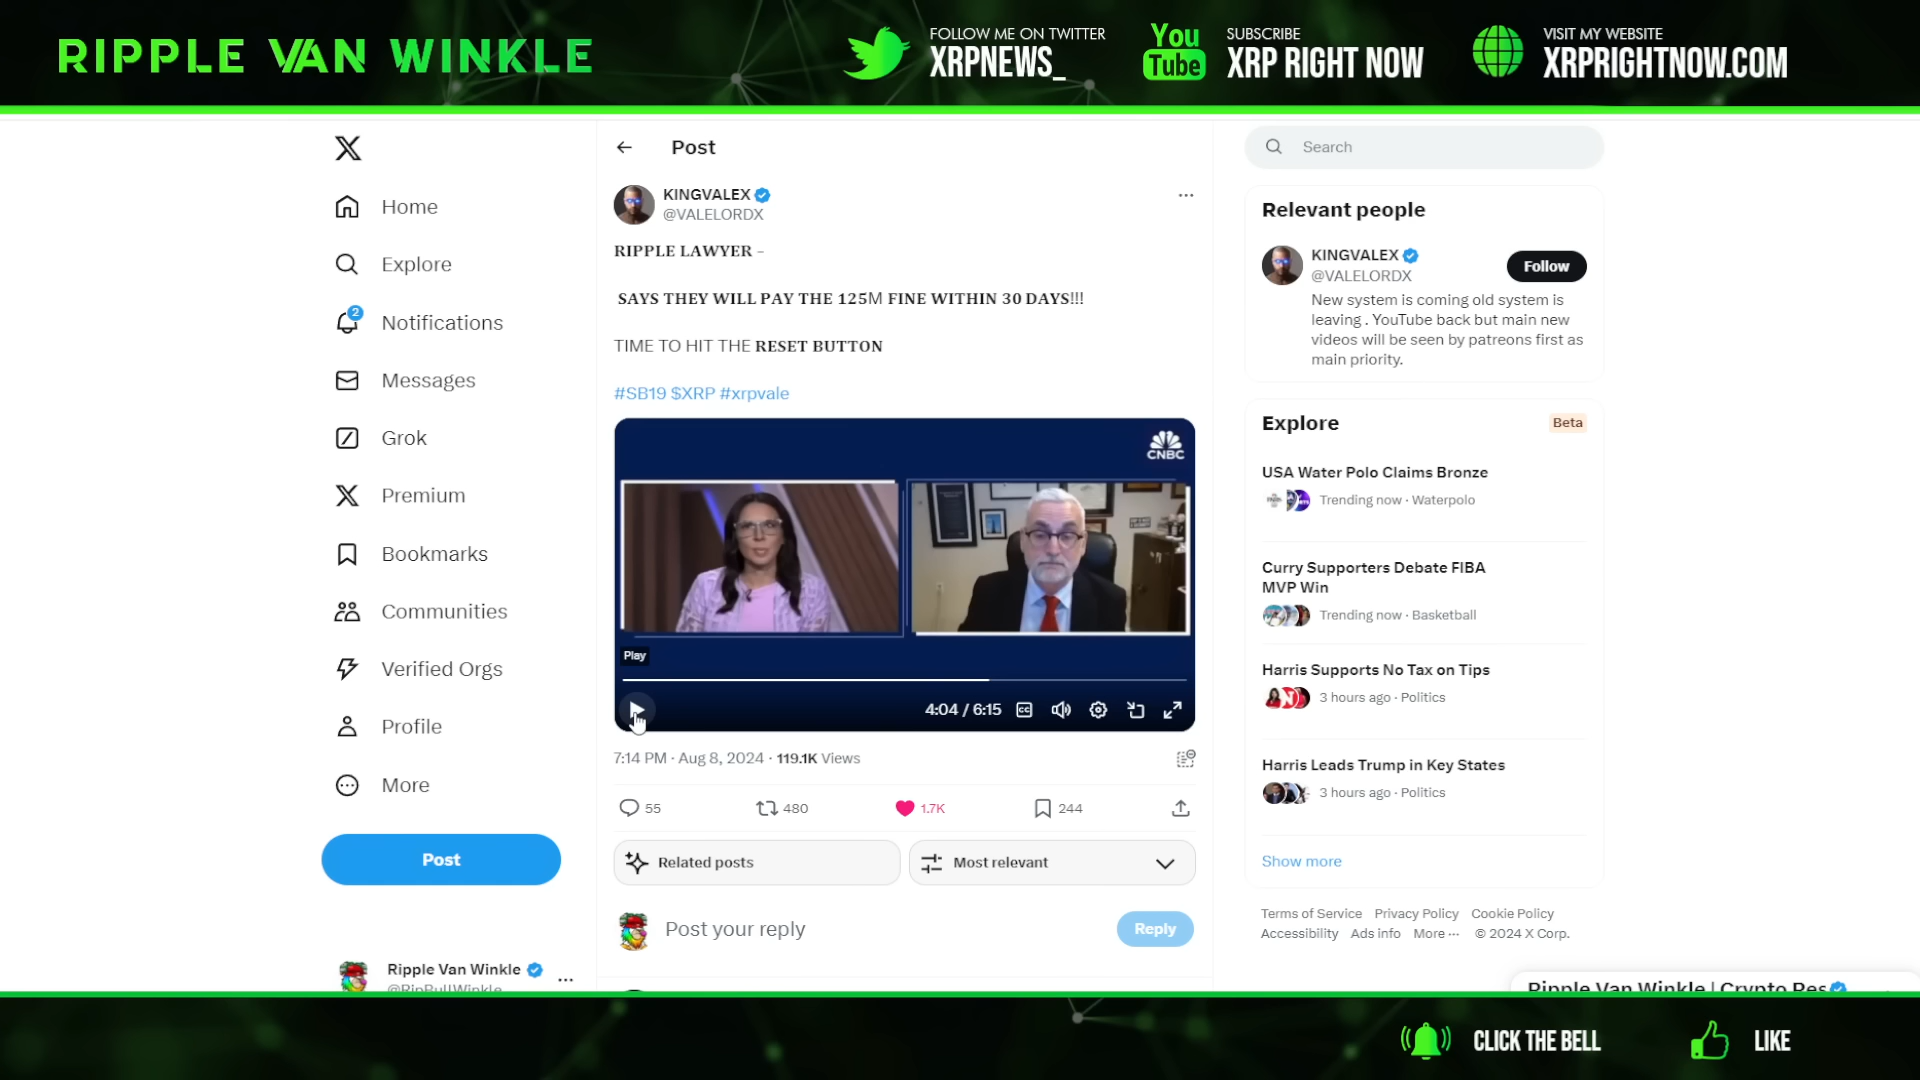 RIPPLE VAN WINKLE
FOLLOW ME ON TWITTER
XRPNEWS_
You
Tube
SUBSCRIBE
XRP RIGHT NOW
VISIT MY WEBSITE
XRPRIGHTNOW.COM
Home
Explore
2
Notifications
Messages
Grok
Premium
Bookmarks
Communities
Verified Orgs
Profile
More
Post
Ripple Van Winkle
@RipBullWinkle
Post
KINGVALEX
@VALELORDX
RIPPLE LAWYER –
SAYS THEY WILL PAY THE 125M FINE WITHIN 30 DAYS!!!
TIME TO HIT THE RESET BUTTON
#SB19 $XRP #xrpvale
CNBC
Play
4:04 / 6:15
CC
7:14 PM · Aug 8, 2024 · 119.1K Views
55
480
1.7K
244
Related posts
Most relevant
Post your reply
Reply
Search
Relevant people
KINGVALEX
@VALELORDX
Follow
New system is coming old system is
leaving . YouTube back but main new
videos will be seen by patreons first as
main priority.
Explore
Beta
USA Water Polo Claims Bronze
Trending now · Waterpolo
Curry Supporters Debate FIBA
MVP Win
Trending now · Basketball
Harris Supports No Tax on Tips
3 hours ago · Politics
Harris Leads Trump in Key States
3 hours ago · Politics
Show more
Terms of Service Privacy Policy Cookie Policy
Accessibility Ads info More ··· © 2024 X Corp.
Ripple Van Winkle | Crypto Res
CLICK THE BELL
LIKE